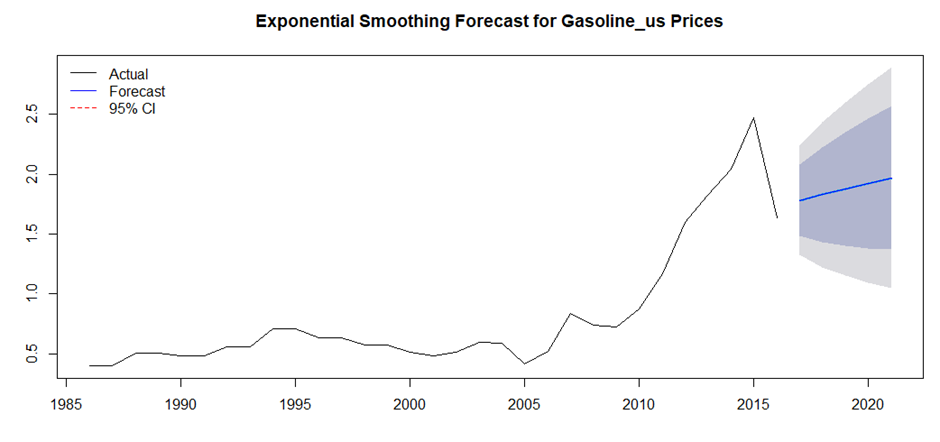 Exponential Smoothing Forecast for Gasoline_us Prices
Actual
Forecast
95% CI
2.5
2.0
1.5
1.0
0.5
1985 1990 1995 2000 2005 2010 2015 2020